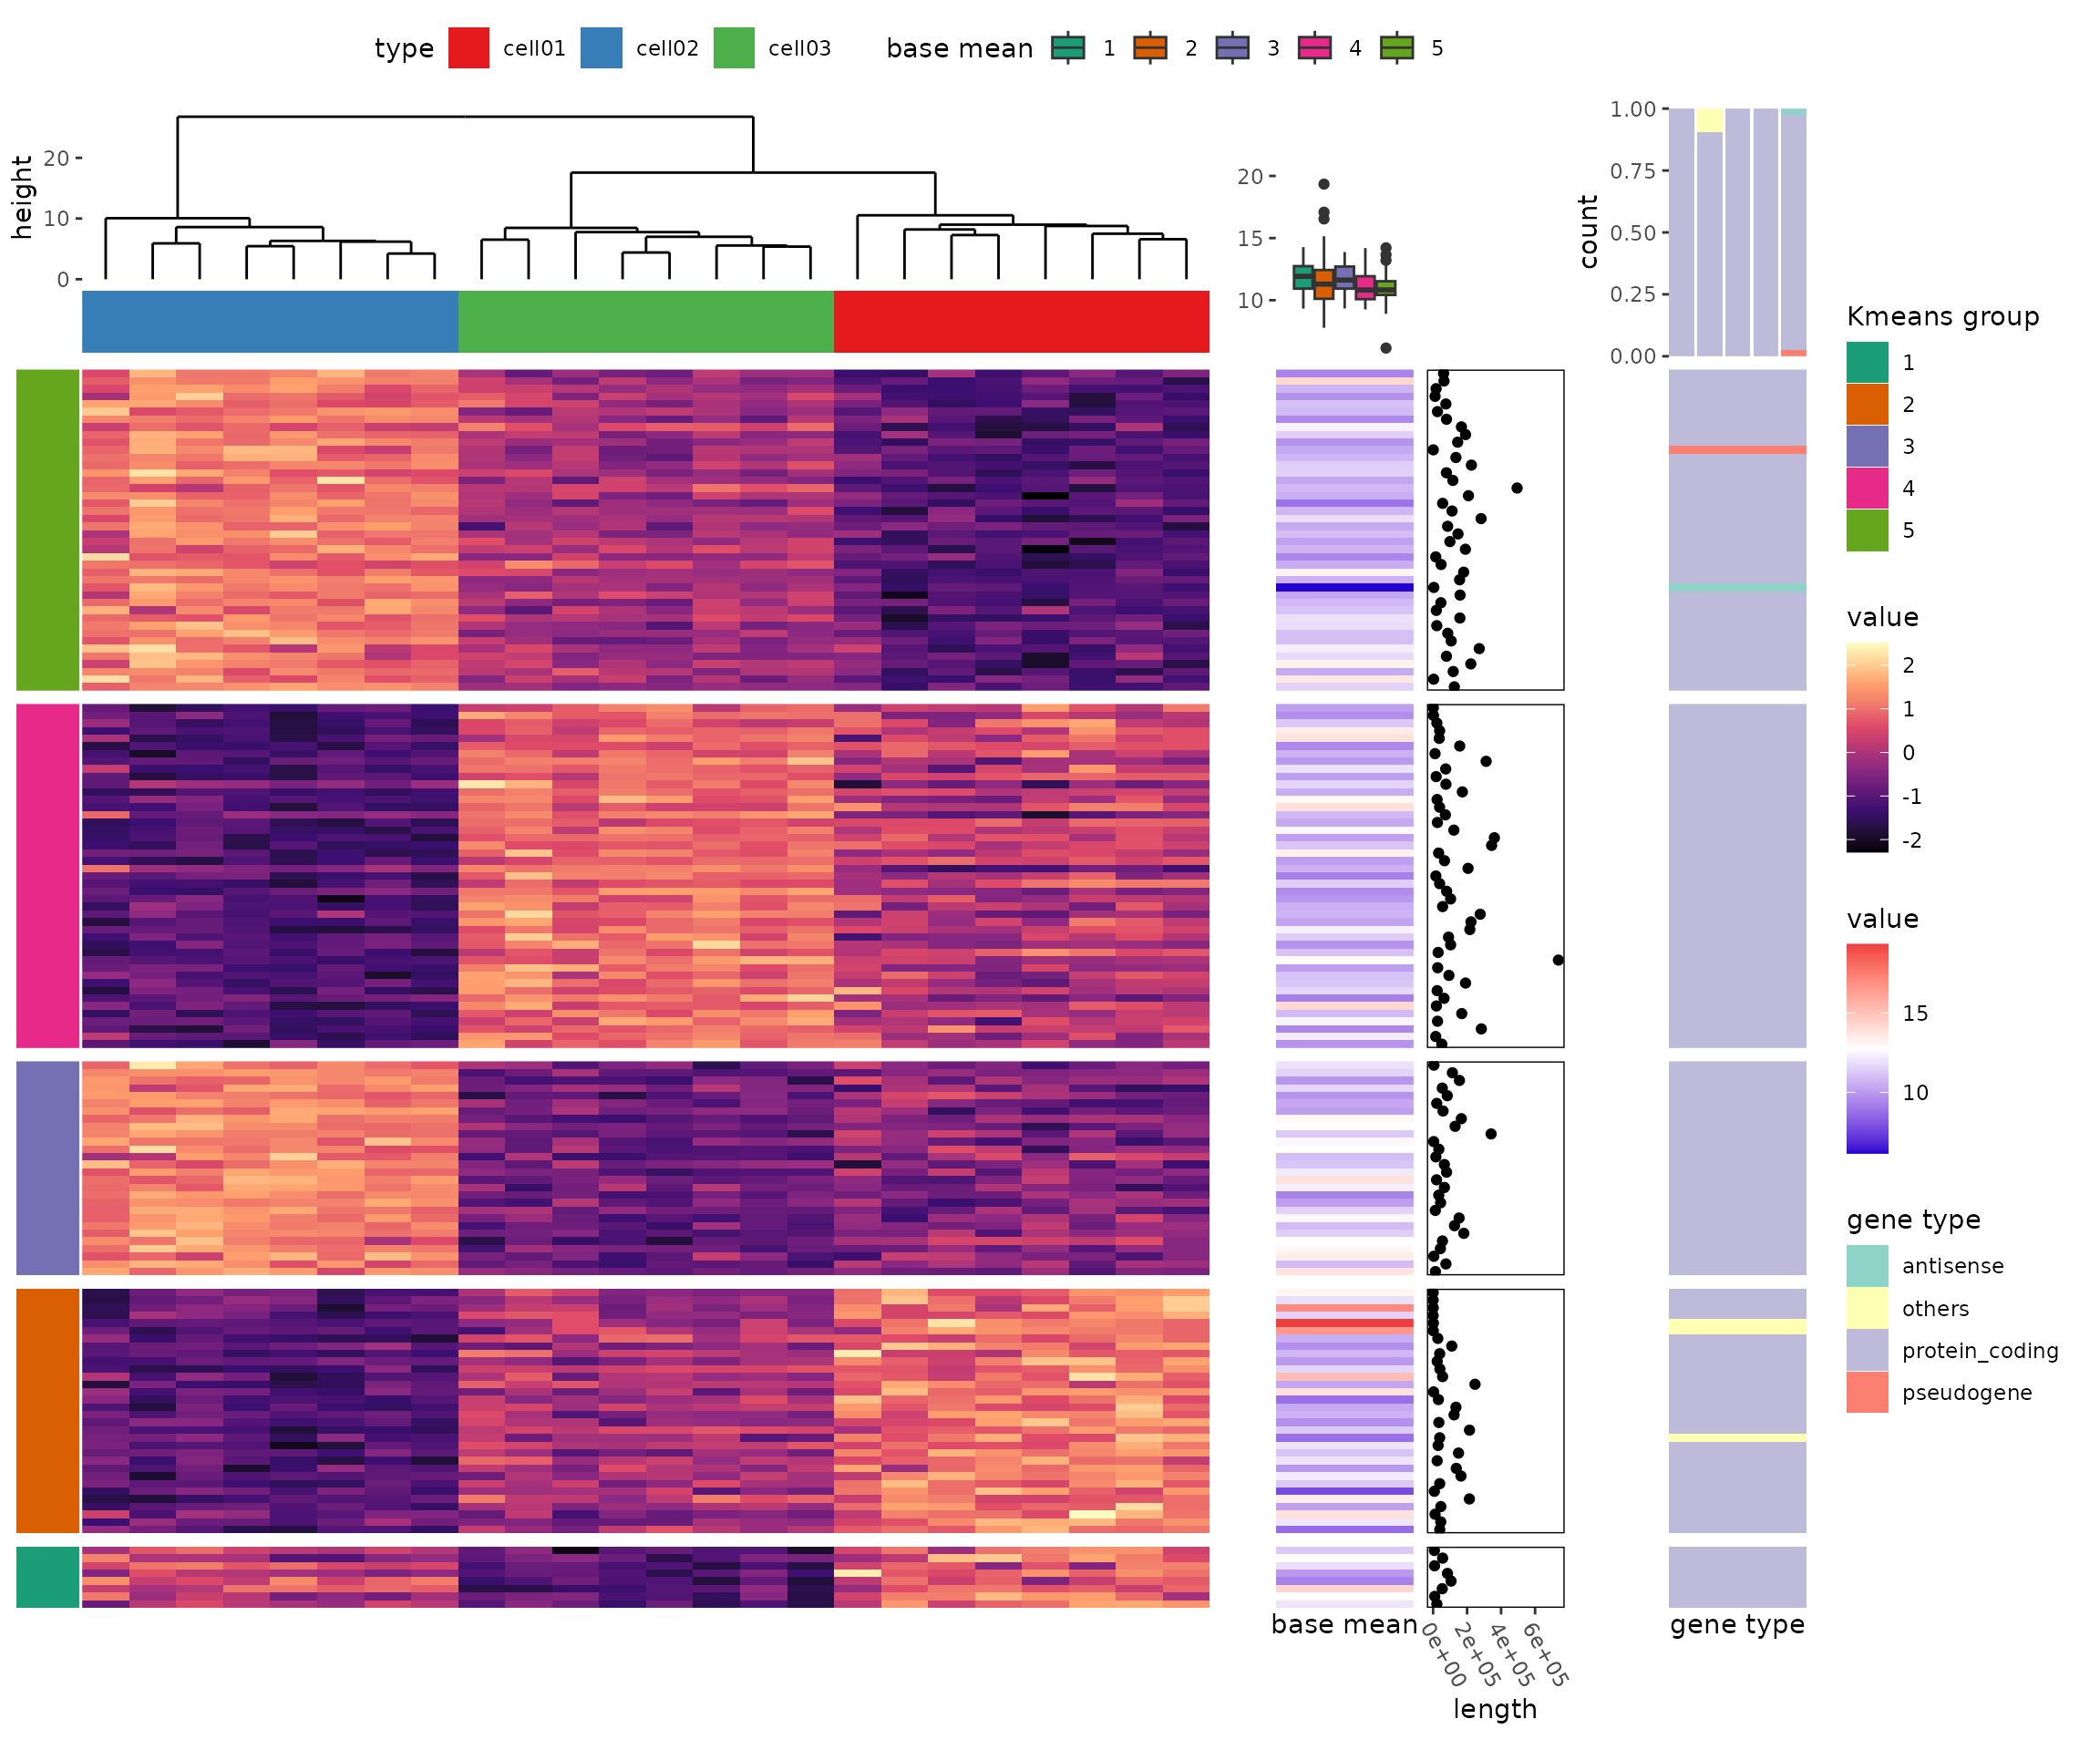 type cell01 cell02 cell03 base mean 1 2 3 4 5
height
20
10
0
20
15
10
count
1.00
0.75
0.50
0.25
0.00
Kmeans group
1
2
3
4
5
value
2
1
0
-1
-2
value
15
10
gene type
antisense
others
protein_coding
pseudogene
base mean
0e+00
2e+05
4e+05
6e+05
length
gene type